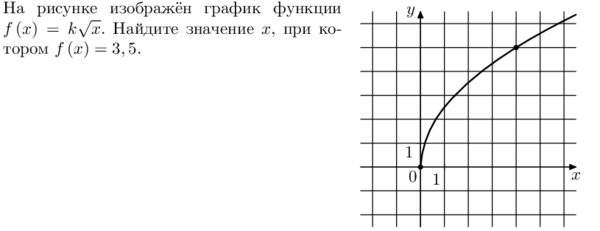 На рисунке изображён график функции
f (x) = k√x. Найдите значение x, при ко-
тором f (x) = 3, 5.
y
1
0
1
x